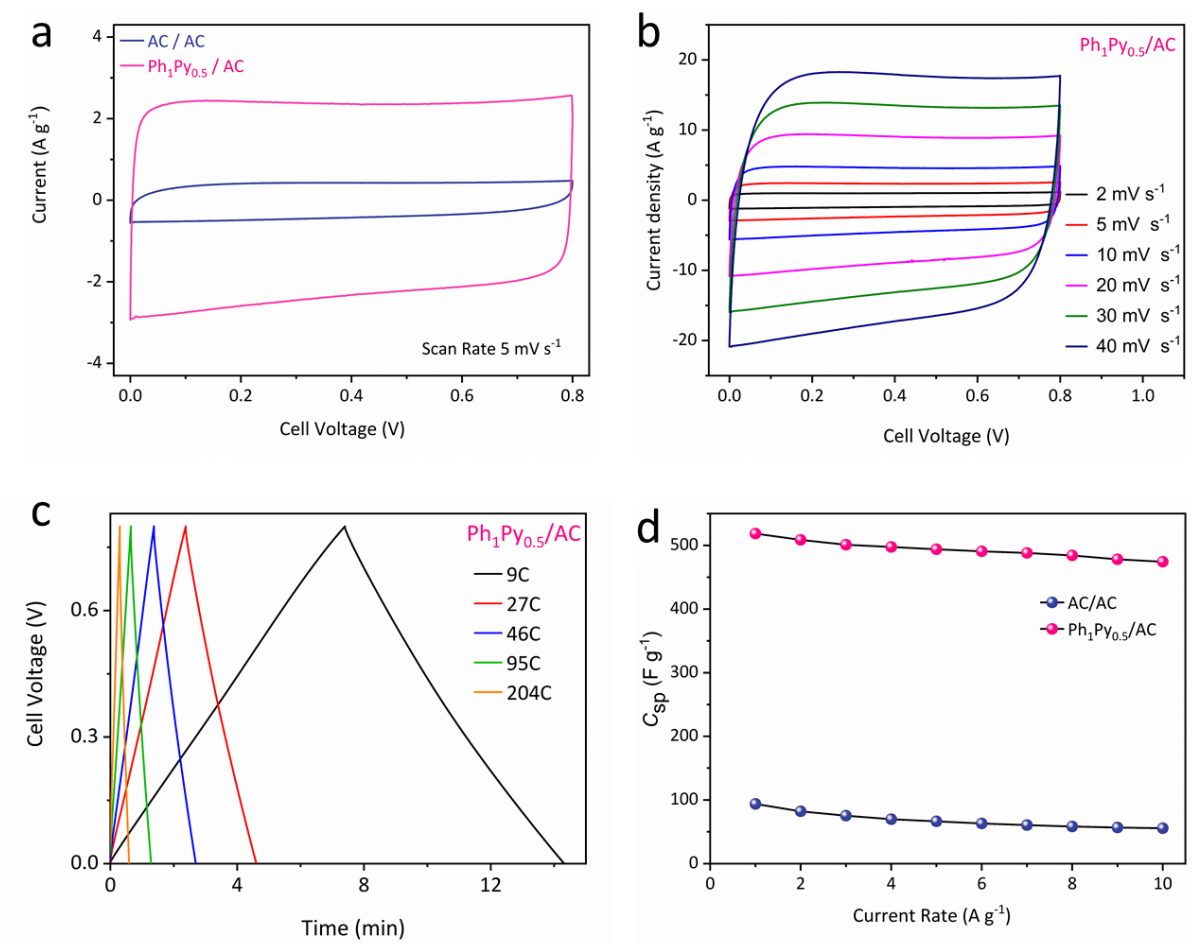 a
AC / AC
Ph₁Py₀.₅ / AC
Scan Rate 5 mV s⁻¹
Current (A g⁻¹)
4
2
0
-2
-4
0.0 0.2 0.4 0.6 0.8
Cell Voltage (V)
b
Ph₁Py₀.₅/AC
2 mV s⁻¹
5 mV s⁻¹
10 mV s⁻¹
20 mV s⁻¹
30 mV s⁻¹
40 mV s⁻¹
Current density (A g⁻¹)
20
10
0
-10
-20
0.0 0.2 0.4 0.6 0.8 1.0
Cell Voltage (V)
c
Ph₁Py₀.₅/AC
9C
27C
46C
95C
204C
Cell Voltage (V)
0.6
0.3
0.0
0 4 8 12
Time (min)
d
AC/AC
Ph₁Py₀.₅/AC
Csp (F g⁻¹)
500
400
300
200
100
0
0 2 4 6 8 10
Current Rate (A g⁻¹)